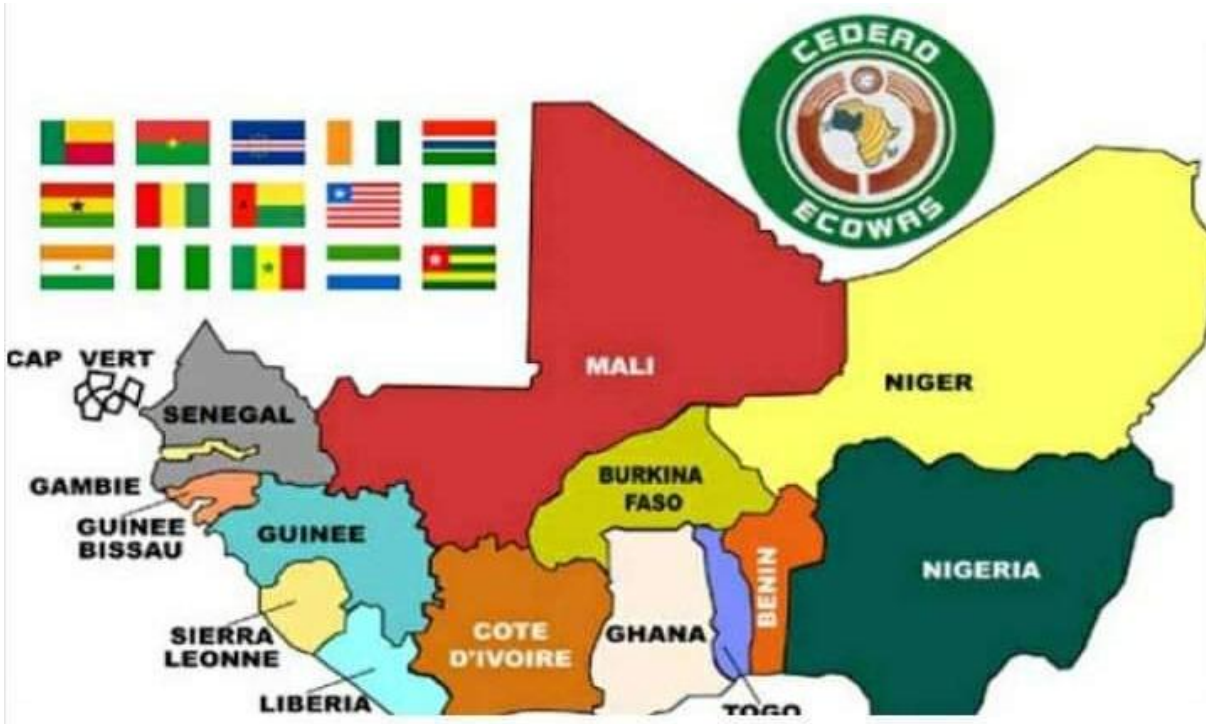 CEDEAO
ECOWAS
CAP VERT
MALI
NIGER
SENEGAL
GAMBIE
BURKINA
FASO
GUINEE
BISSAU
GUINEE
NIGERIA
BENIN
SIERRA
LEONNE
COTE
D'IVOIRE
GHANA
LIBERIA
TOGO